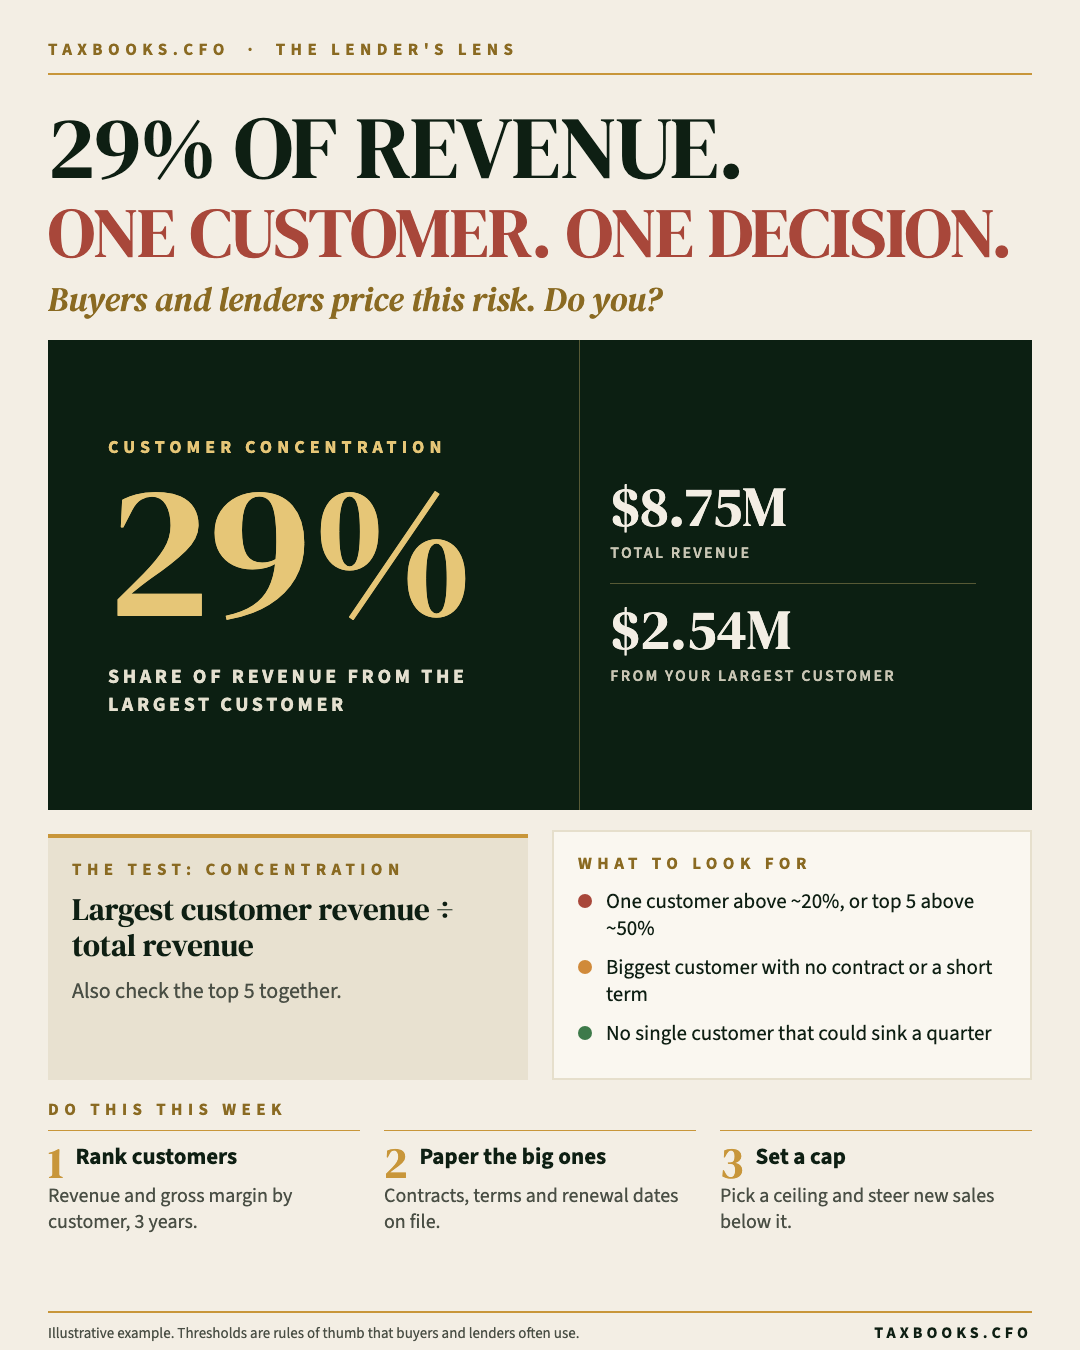 TAXBOOKS.CFO · THE LENDER'S LENS
29% OF REVENUE.
ONE CUSTOMER. ONE DECISION.
Buyers and lenders price this risk. Do you?
CUSTOMER CONCENTRATION
29%
SHARE OF REVENUE FROM THE
LARGEST CUSTOMER
$8.75M
TOTAL REVENUE
$2.54M
FROM YOUR LARGEST CUSTOMER
THE TEST: CONCENTRATION
Largest customer revenue ÷
total revenue
Also check the top 5 together.
WHAT TO LOOK FOR
One customer above ~20%, or top 5 above
~50%
Biggest customer with no contract or a short
term
No single customer that could sink a quarter
DO THIS THIS WEEK
1 Rank customers
Revenue and gross margin by
customer, 3 years.
2 Paper the big ones
Contracts, terms and renewal dates
on file.
3 Set a cap
Pick a ceiling and steer new sales
below it.
Illustrative example. Thresholds are rules of thumb that buyers and lenders often use.
TAXBOOKS.CFO